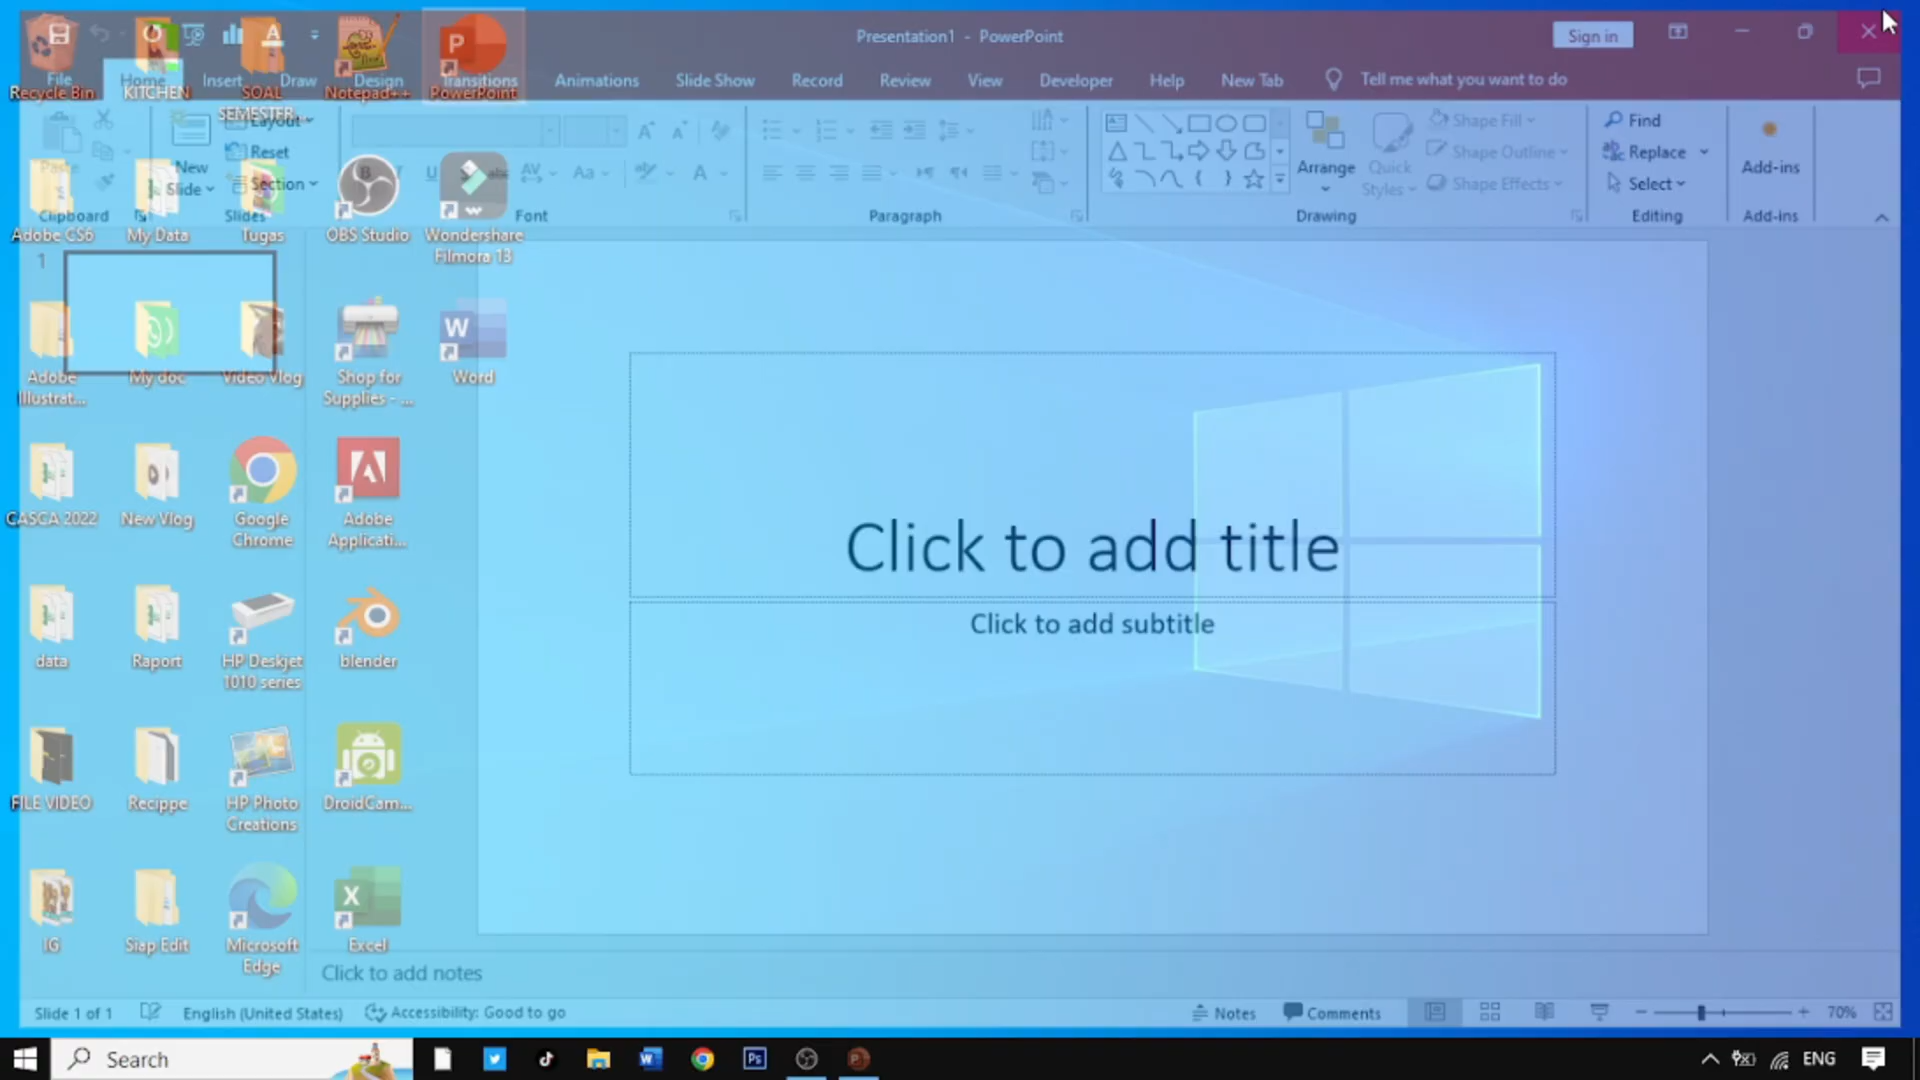 Presentation1 - PowerPoint
Sign in
File
Home
Insert
Draw
Design
Transitions
Animations
Slide Show
Record
Review
View
Developer
Help
New Tab
Tell me what you want to do
Recycle Bin
KITCHEN
SOAL
SEMESTER...
Notepad++
PowerPoint
Paste
New
Slide
Layout
Reset
Section
Arrange
Quick
Styles
Shape Fill
Shape Outline
Shape Effects
Find
Replace
Select
Add-ins
Clipboard
Slides
Font
Paragraph
Drawing
Editing
Add-ins
Adobe CS6
My Data
Tugas
OBS Studio
Wondershare
Filmora 13
1
Adobe
Illustrat...
My doc
Video Vlog
Shop for
Supplies - ...
Word
CASCA 2022
New Vlog
Google
Chrome
Adobe
Applicati...
Click to add title
Click to add subtitle
data
Raport
HP Deskjet
1010 series
blender
FILE VIDEO
Recippe
HP Photo
Creations
DroidCam...
IG
Siap Edit
Microsoft
Edge
Excel
Click to add notes
Slide 1 of 1
English (United States)
Accessibility: Good to go
Notes
Comments
70%
Search
ENG